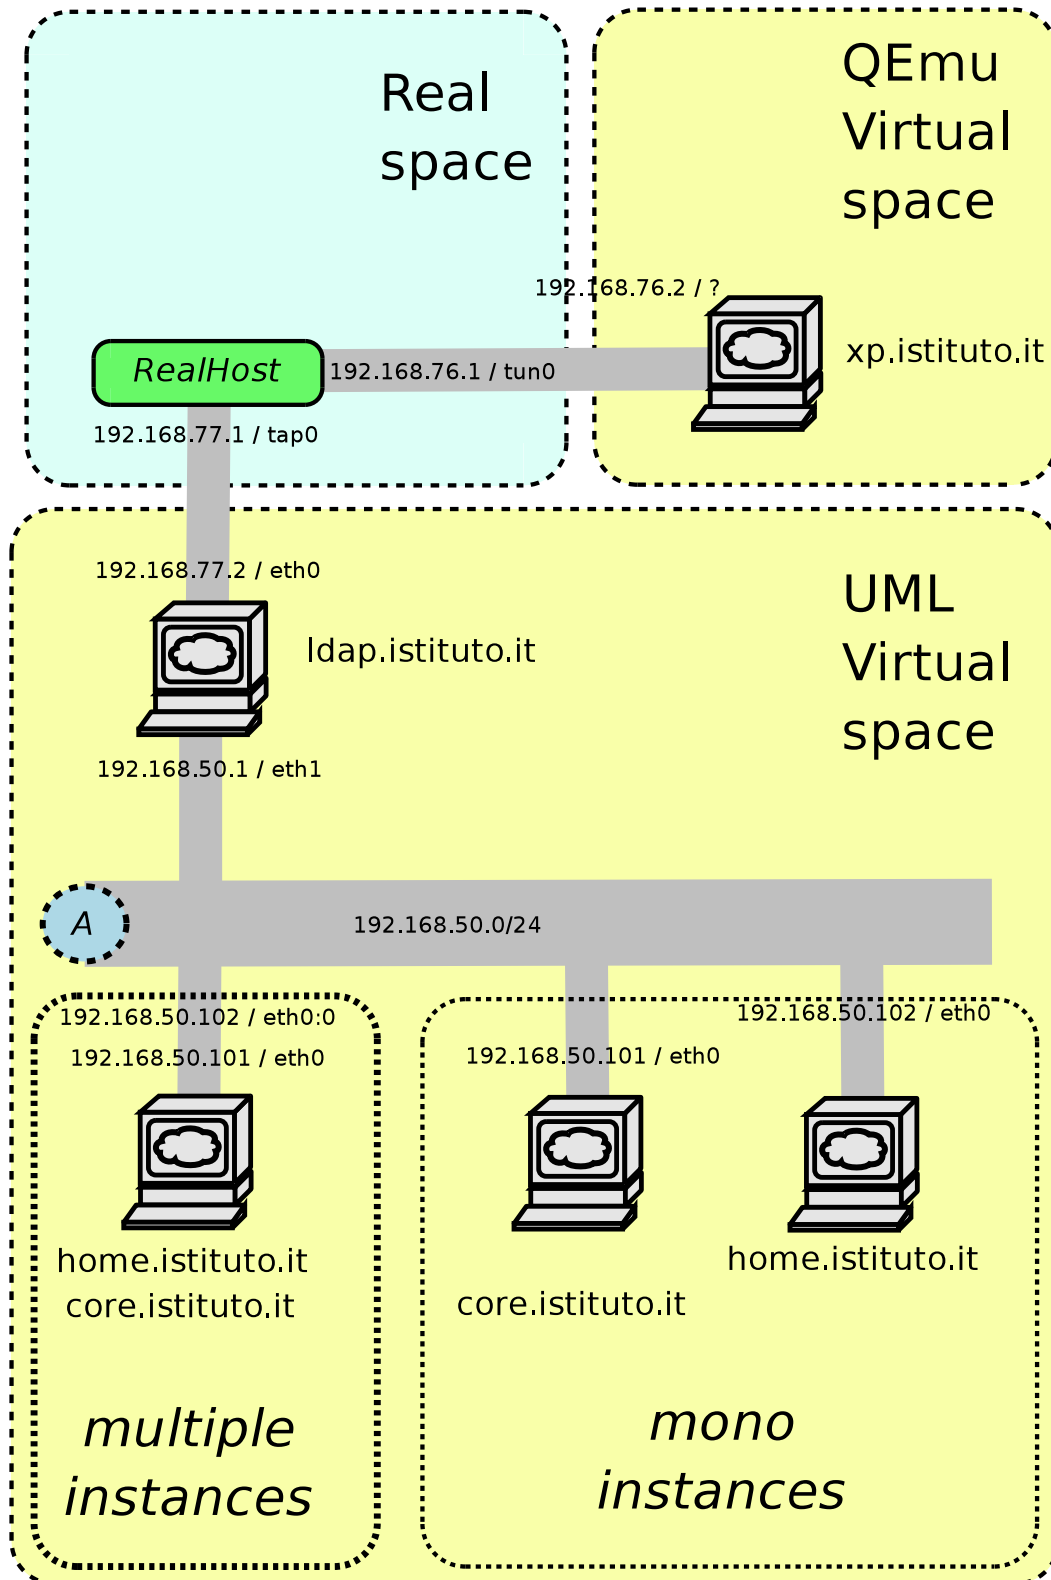 Real
space
QEmu
Virtual
space
192.168.76.2 / ?
RealHost
192.168.76.1 / tun0
xp.istituto.it
192.168.77.1 / tap0
192.168.77.2 / eth0
UML
Virtual
space
ldap.istituto.it
192.168.50.1 / eth1
A
192.168.50.0/24
192.168.50.102 / eth0:0
192.168.50.101 / eth0
home.istituto.it
core.istituto.it
multiple
instances
192.168.50.101 / eth0
192.168.50.102 / eth0
core.istituto.it
home.istituto.it
mono
instances